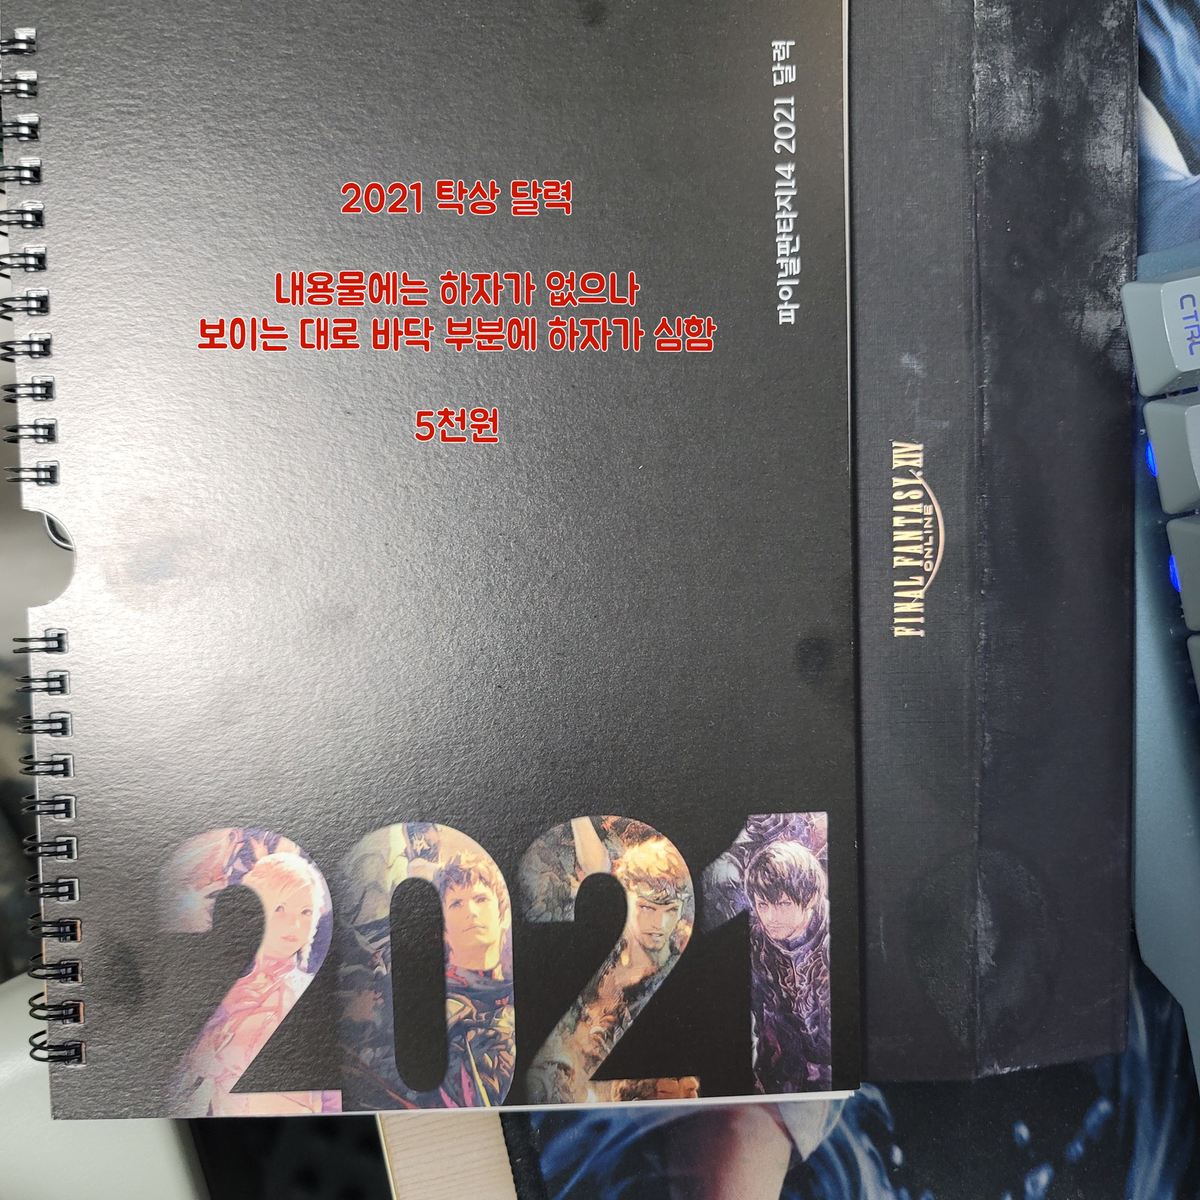 2021 탁상 달력
내용물에는 하자가 없으나
보이는 대로 바닥 부분에 하자가 심함
5천원
파이널판타지14 2021 달력
FINAL FANTASY XIV
ONLINE
CTRL
2021